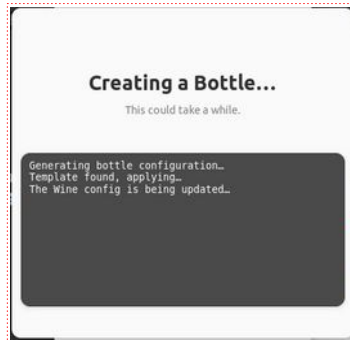 Creating a Bottle…
This could take a while.
Generating bottle configuration…
Template found, applying…
The Wine config is being updated…